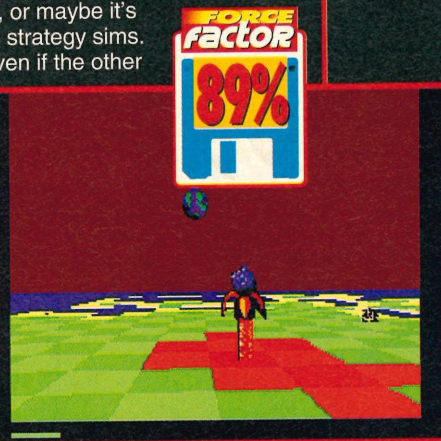 , or maybe it's
strategy sims.
ven if the other
FORCE
FACTOR
89%